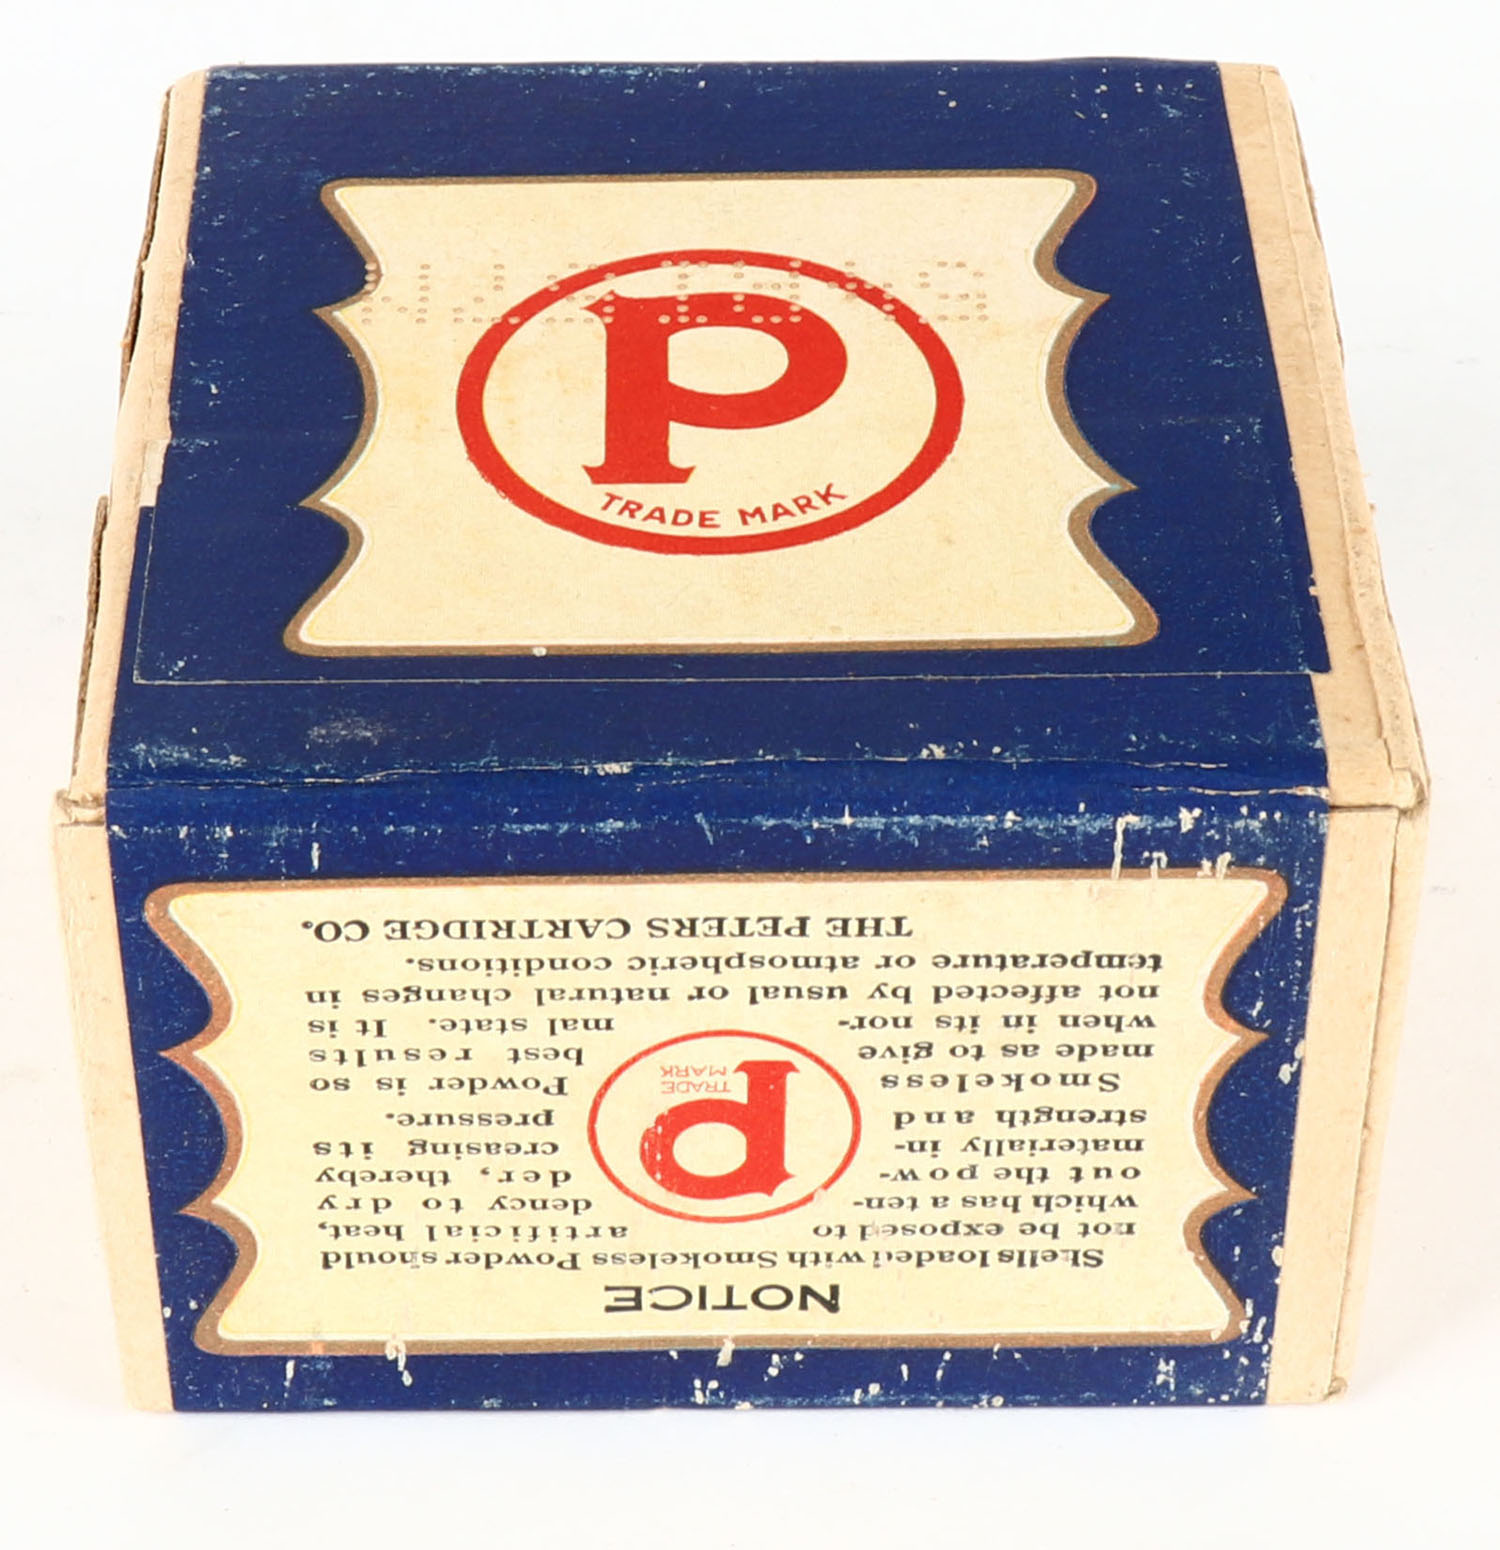 P
TRADE MARK
NOTICE
Shells loaded with Smokeless Powder should
not be exposed to artificial heat,
which has a ten- dency to dry
out the pow- der, thereby
materially in- creasing its
strength and pressure.
Smokeless Powder is so
made as to give best results
when in its nor- mal state. It is
not affected by usual or natural changes in
temperature or atmospheric conditions.
THE PETERS CARTRIDGE CO.
P
TRADE
MARK